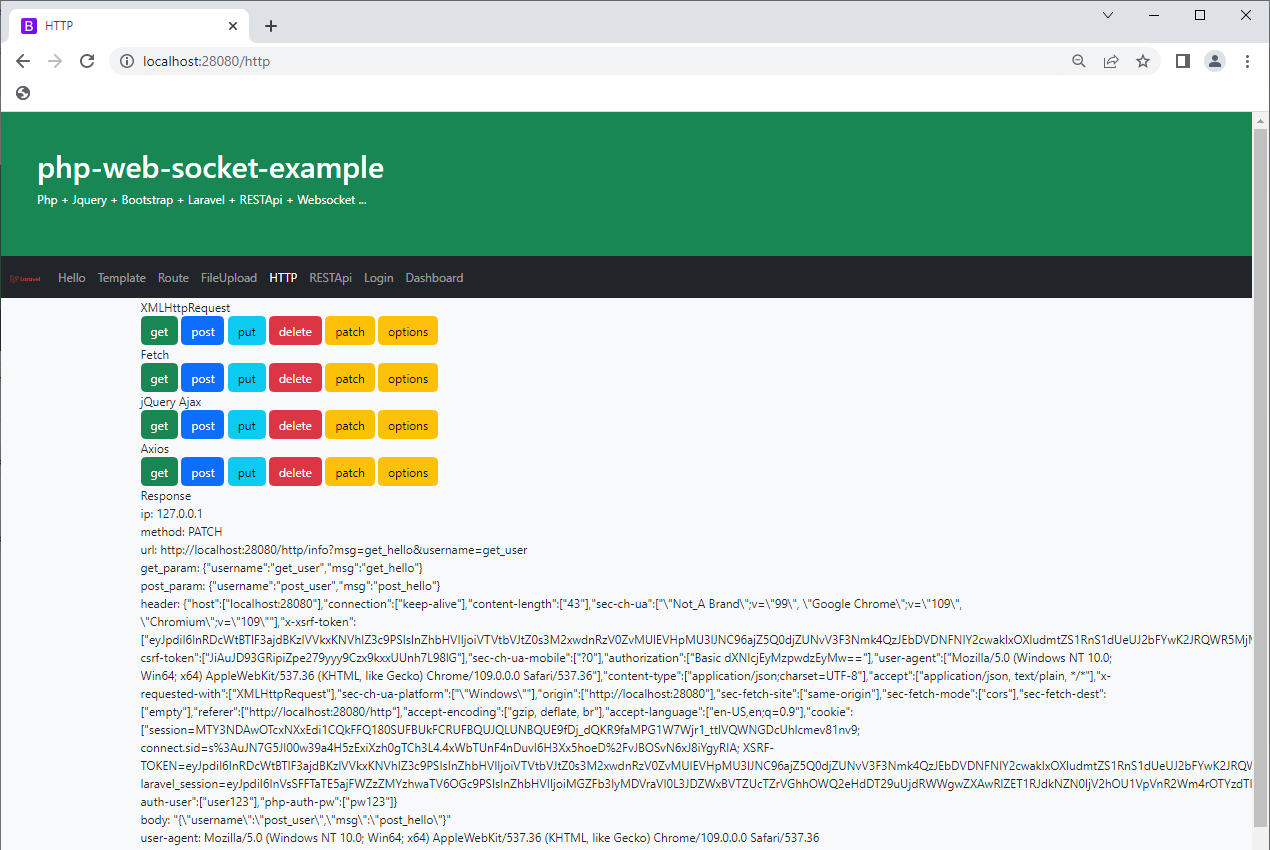 HTTP
localhost:28080/http
php-web-socket-example
Php + Jquery + Bootstrap + Laravel + RESTApi + Websocket ...
Laravel Hello Template Route FileUpload HTTP RESTApi Login Dashboard
XMLHttpRequest
get post put delete patch options
Fetch
get post put delete patch options
jQuery Ajax
get post put delete patch options
Axios
get post put delete patch options
Response
ip: 127.0.0.1
method: PATCH
url: http://localhost:28080/http/info?msg=get_hello&username=get_user
get_param: {"username":"get_user","msg":"get_hello"}
post_param: {"username":"post_user","msg":"post_hello"}
header: {"host":["localhost:28080"],"connection":["keep-alive"],"content-length":["43"],"sec-ch-ua":["\"Not_A Brand\";v=\"99\", \"Google Chrome\";v=\"109\",
\"Chromium\";v=\"109\""],"x-xsrf-token":
csrf-token":["JiAuJD93GRipiZpe279yyy9Czx9kxxUUnh7L98lG"],"sec-ch-ua-mobile":["?0"],"authorization":["Basic dXNlcjEyMzpwdzEyMw=="],"user-agent":["Mozilla/5.0 (Windows NT 10.0;
Win64; x64) AppleWebKit/537.36 (KHTML, like Gecko) Chrome/109.0.0.0 Safari/537.36"],"content-type":["application/json;charset=UTF-8"],"accept":["application/json, text/plain, */*"],"x-
requested-with":["XMLHttpRequest"],"sec-ch-ua-platform":["\"Windows\""],"origin":["http://localhost:28080"],"sec-fetch-site":["same-origin"],"sec-fetch-mode":["cors"],"sec-fetch-dest":
["empty"],"referer":["http://localhost:28080/http"],"accept-encoding":["gzip, deflate, br"],"accept-language":["en-US,en;q=0.9"],"cookie":
connect.sid=s%3AuJN7G5Jl00w39a4H5zExiXzh0gTCh3L4.4xWbTUnF4nDuvI6H3Xx5hoeD%2FvJBOSvN6xJ8iYgyRIA; XSRF-
auth-user":["user123"],"php-auth-pw":["pw123"]}
body: "{\"username\":\"post_user\",\"msg\":\"post_hello\"}"
user-agent: Mozilla/5.0 (Windows NT 10.0; Win64; x64) AppleWebKit/537.36 (KHTML, like Gecko) Chrome/109.0.0.0 Safari/537.36